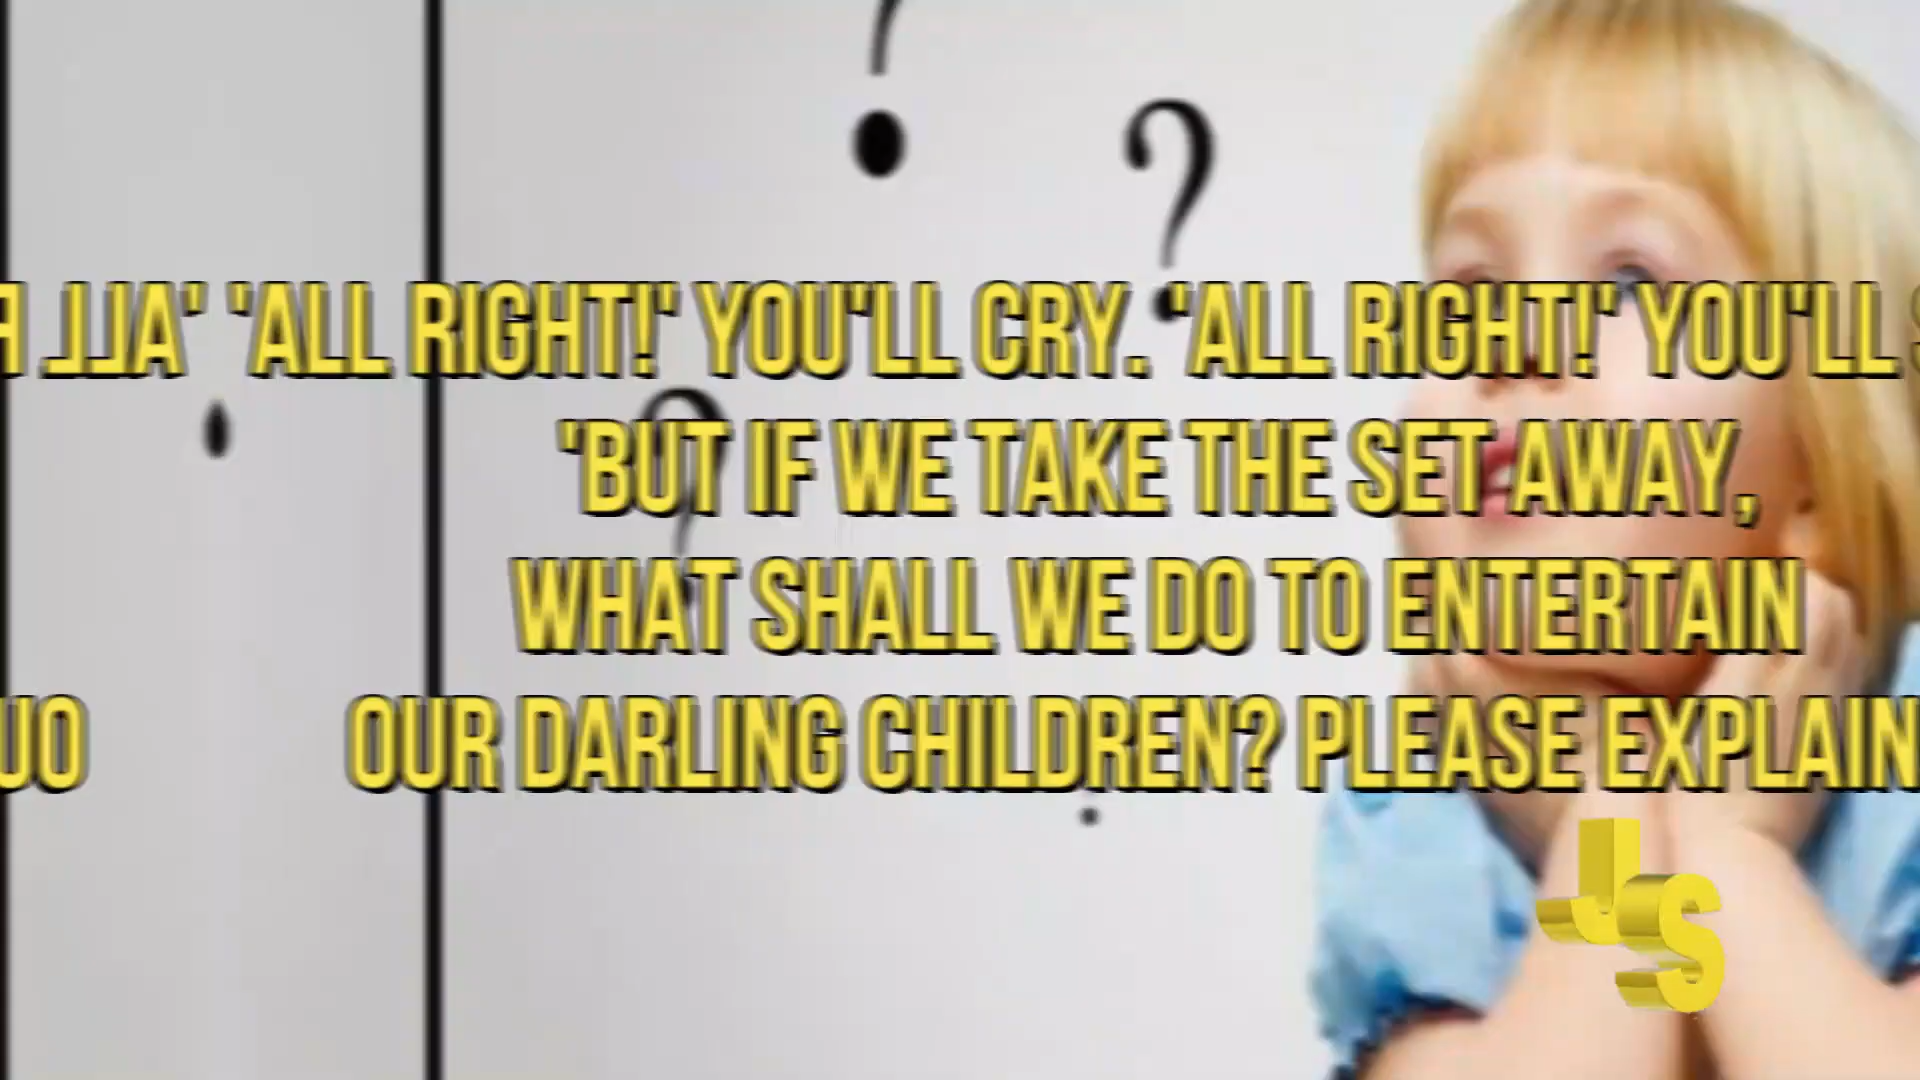 'ALL RIGHT!' YOU'LL CRY. 'ALL RIGHT!' YOU'LL
'BUT IF WE TAKE THE SET AWAY,
WHAT SHALL WE DO TO ENTERTAIN
OUR DARLING CHILDREN? PLEASE EXPLAIN
JS